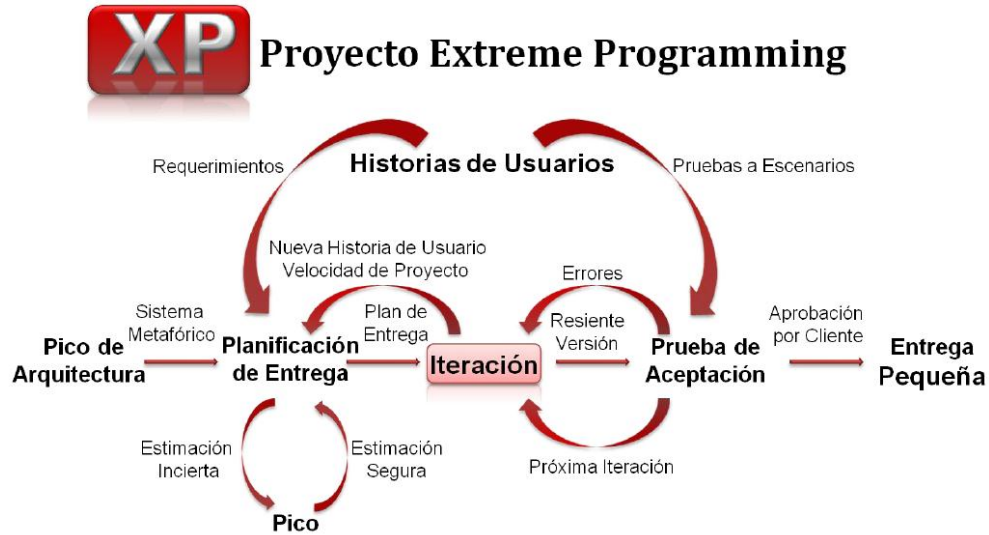 XP Proyecto Extreme Programming
Requerimientos
Historias de Usuarios
Pruebas a Escenarios
Nueva Historia de Usuario
Velocidad de Proyecto
Errores
Sistema
Metafórico
Plan de
Entrega
Resiente
Versión
Aprobación
por Cliente
Pico de
Arquitectura
Planificación
de Entrega
Iteración
Prueba de
Aceptación
Entrega
Pequeña
Estimación
Incierta
Estimación
Segura
Próxima Iteración
Pico